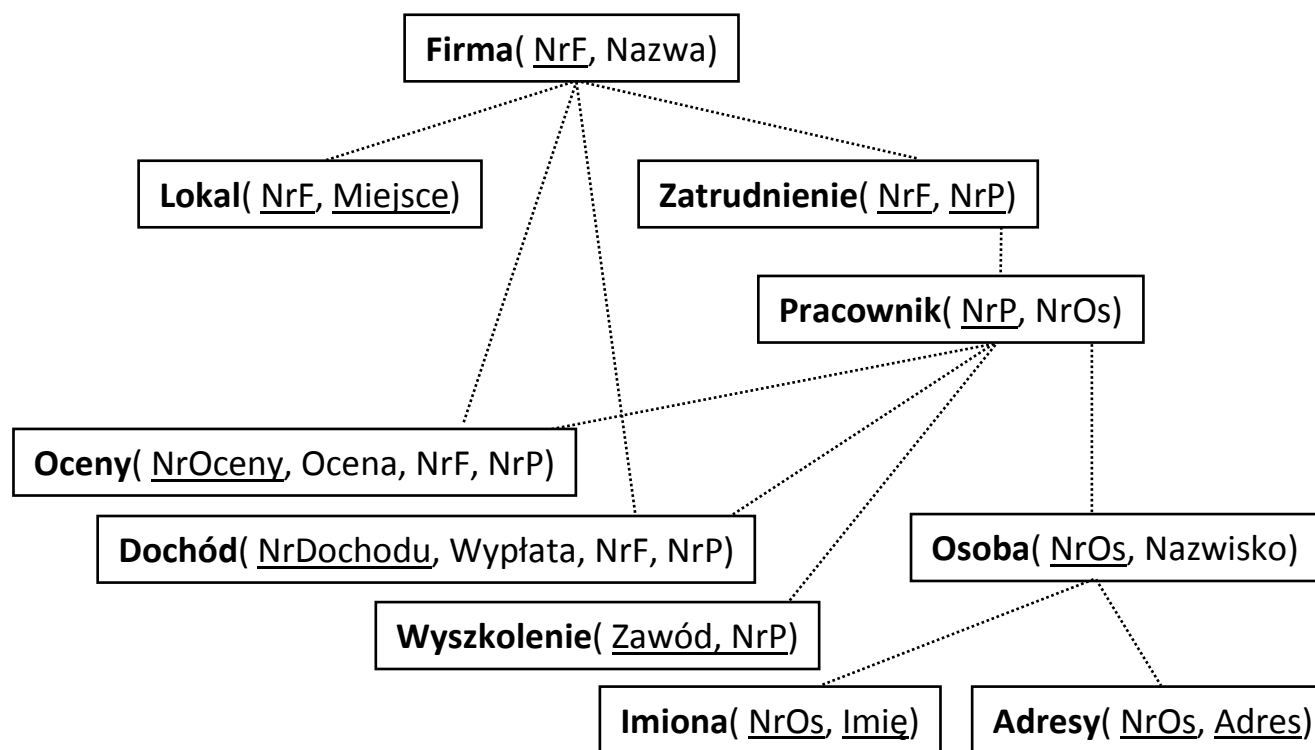 Firma( NrF, Nazwa)
Lokal( NrF, Miejsce)
Zatrudnienie( NrF, NrP)
Pracownik( NrP, NrOs)
Oceny( NrOceny, Ocena, NrF, NrP)
Dochód( NrDochodu, Wypłata, NrF, NrP)
Osoba( NrOs, Nazwisko)
Wyszkolenie( Zawód, NrP)
Imiona( NrOs, Imię)
Adresy( NrOs, Adres)